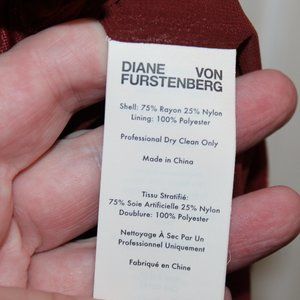 DIANE VON
FURSTENBERG
Shell: 75% Rayon 25% Nylon
Lining: 100% Polyester
Professional Dry Clean Only
Made in China
Tissu Stratifié:
75% Soie Artificielle 25% Nylon
Doublure: 100% Polyester
Nettoyage À Sec Par Un
Professionnel Uniquement
Fabriqué en Chine